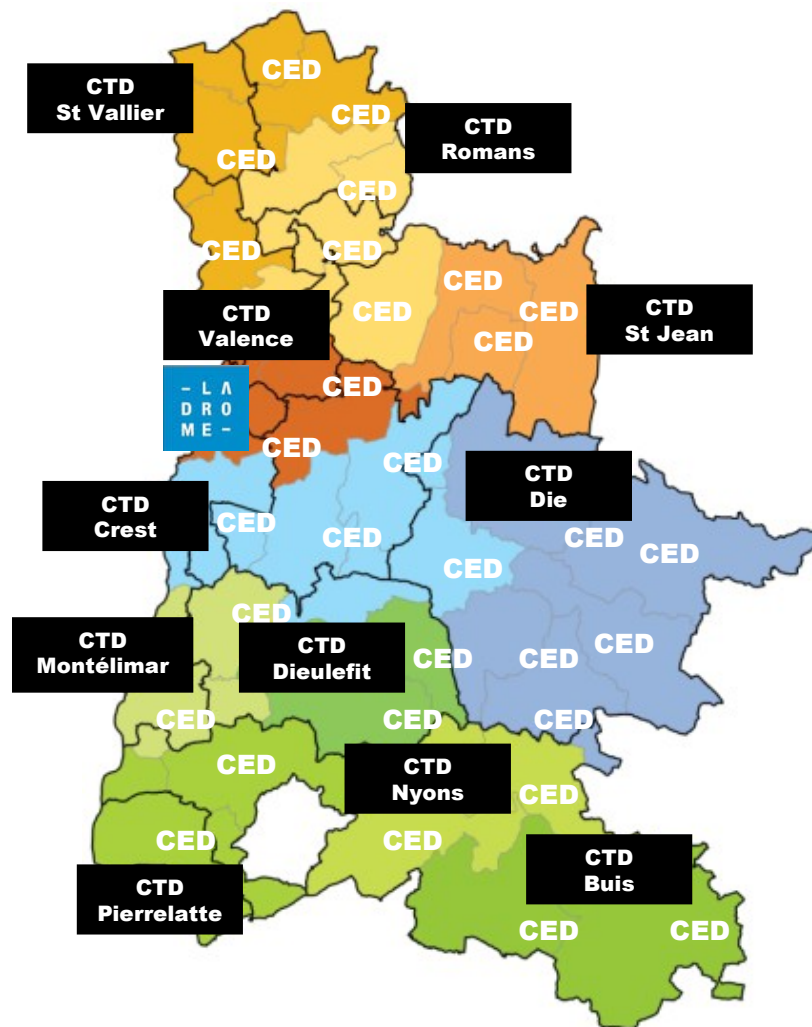 CED
CTD
St Vallier
CED
CTD
Romans
CED
CED
CED
CED
CED
CED
CTD
Valence
CED
CTD
St Jean
CED
CED
– L A
D R O
M E –
CED
CED
CTD
Die
CTD
Crest
CED
CED
CED
CED
CED
CED
CTD
Montélimar
CTD
Dieulefit
CED
CED
CED
CED
CED
CED
CED
CTD
Nyons
CED
CED
CED
CTD
Buis
CTD
Pierrelatte
CED
CED